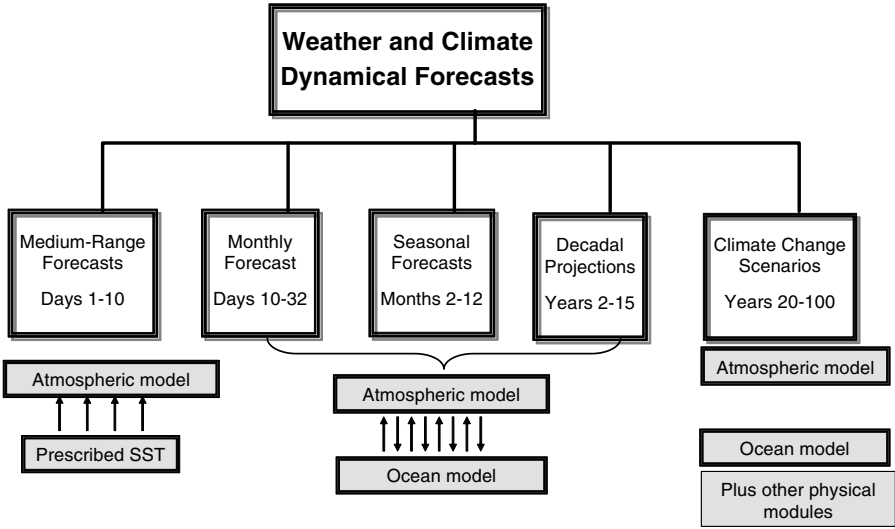 Weather and Climate
Dynamical Forecasts
Medium-Range
Forecasts
Days 1-10
Monthly
Forecast
Days 10-32
Seasonal
Forecasts
Months 2-12
Decadal
Projections
Years 2-15
Climate Change
Scenarios
Years 20-100
Atmospheric model
Prescribed SST
Atmospheric model
Ocean model
Atmospheric model
Ocean model
Plus other physical
modules